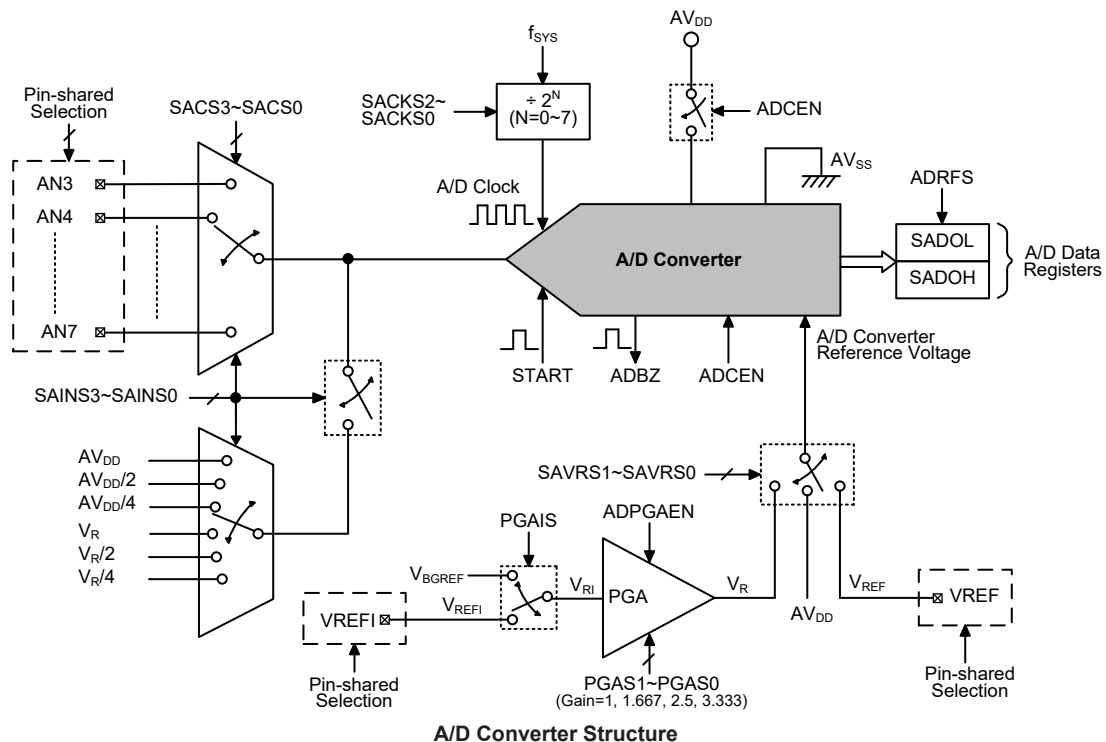 AVDD
fSYS
Pin-shared
Selection
SACS3~SACS0
SACKS2~
SACKS0
÷ 2^N
(N=0~7)
ADCEN
AN3
AN4
AN7
A/D Clock
AVSS
ADRFS
A/D Converter
SADOL
SADOH
A/D Data
Registers
START
ADBZ
ADCEN
A/D Converter
Reference Voltage
SAINS3~SAINS0
AVDD
AVDD/2
AVDD/4
VR
VR/2
VR/4
SAVRS1~SAVRS0
PGAIS
ADPGAEN
VBGREF
VREFI
VREFI
VRI
PGA
VR
AVDD
VREF
VREF
Pin-shared
Selection
PGAS1~PGAS0
(Gain=1, 1.667, 2.5, 3.333)
Pin-shared
Selection
A/D Converter Structure